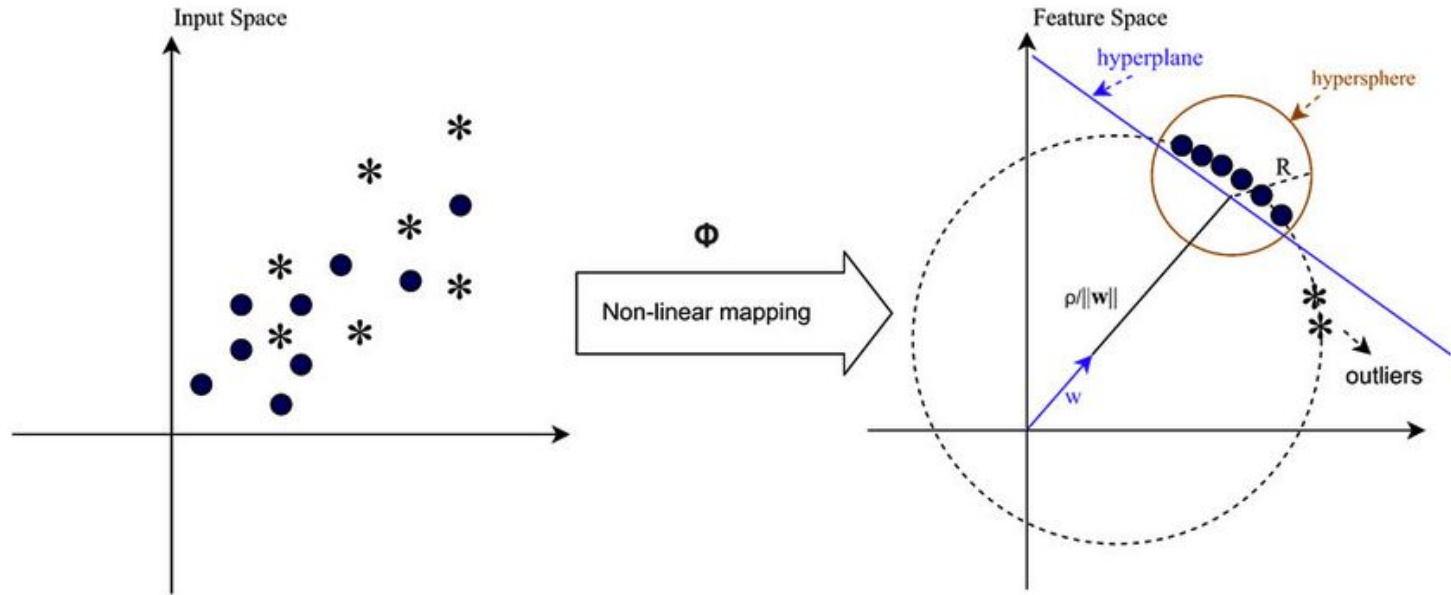 Input Space
Feature Space
hyperplane
hypersphere
R
Φ
Non-linear mapping
ρ/||w||
w
outliers